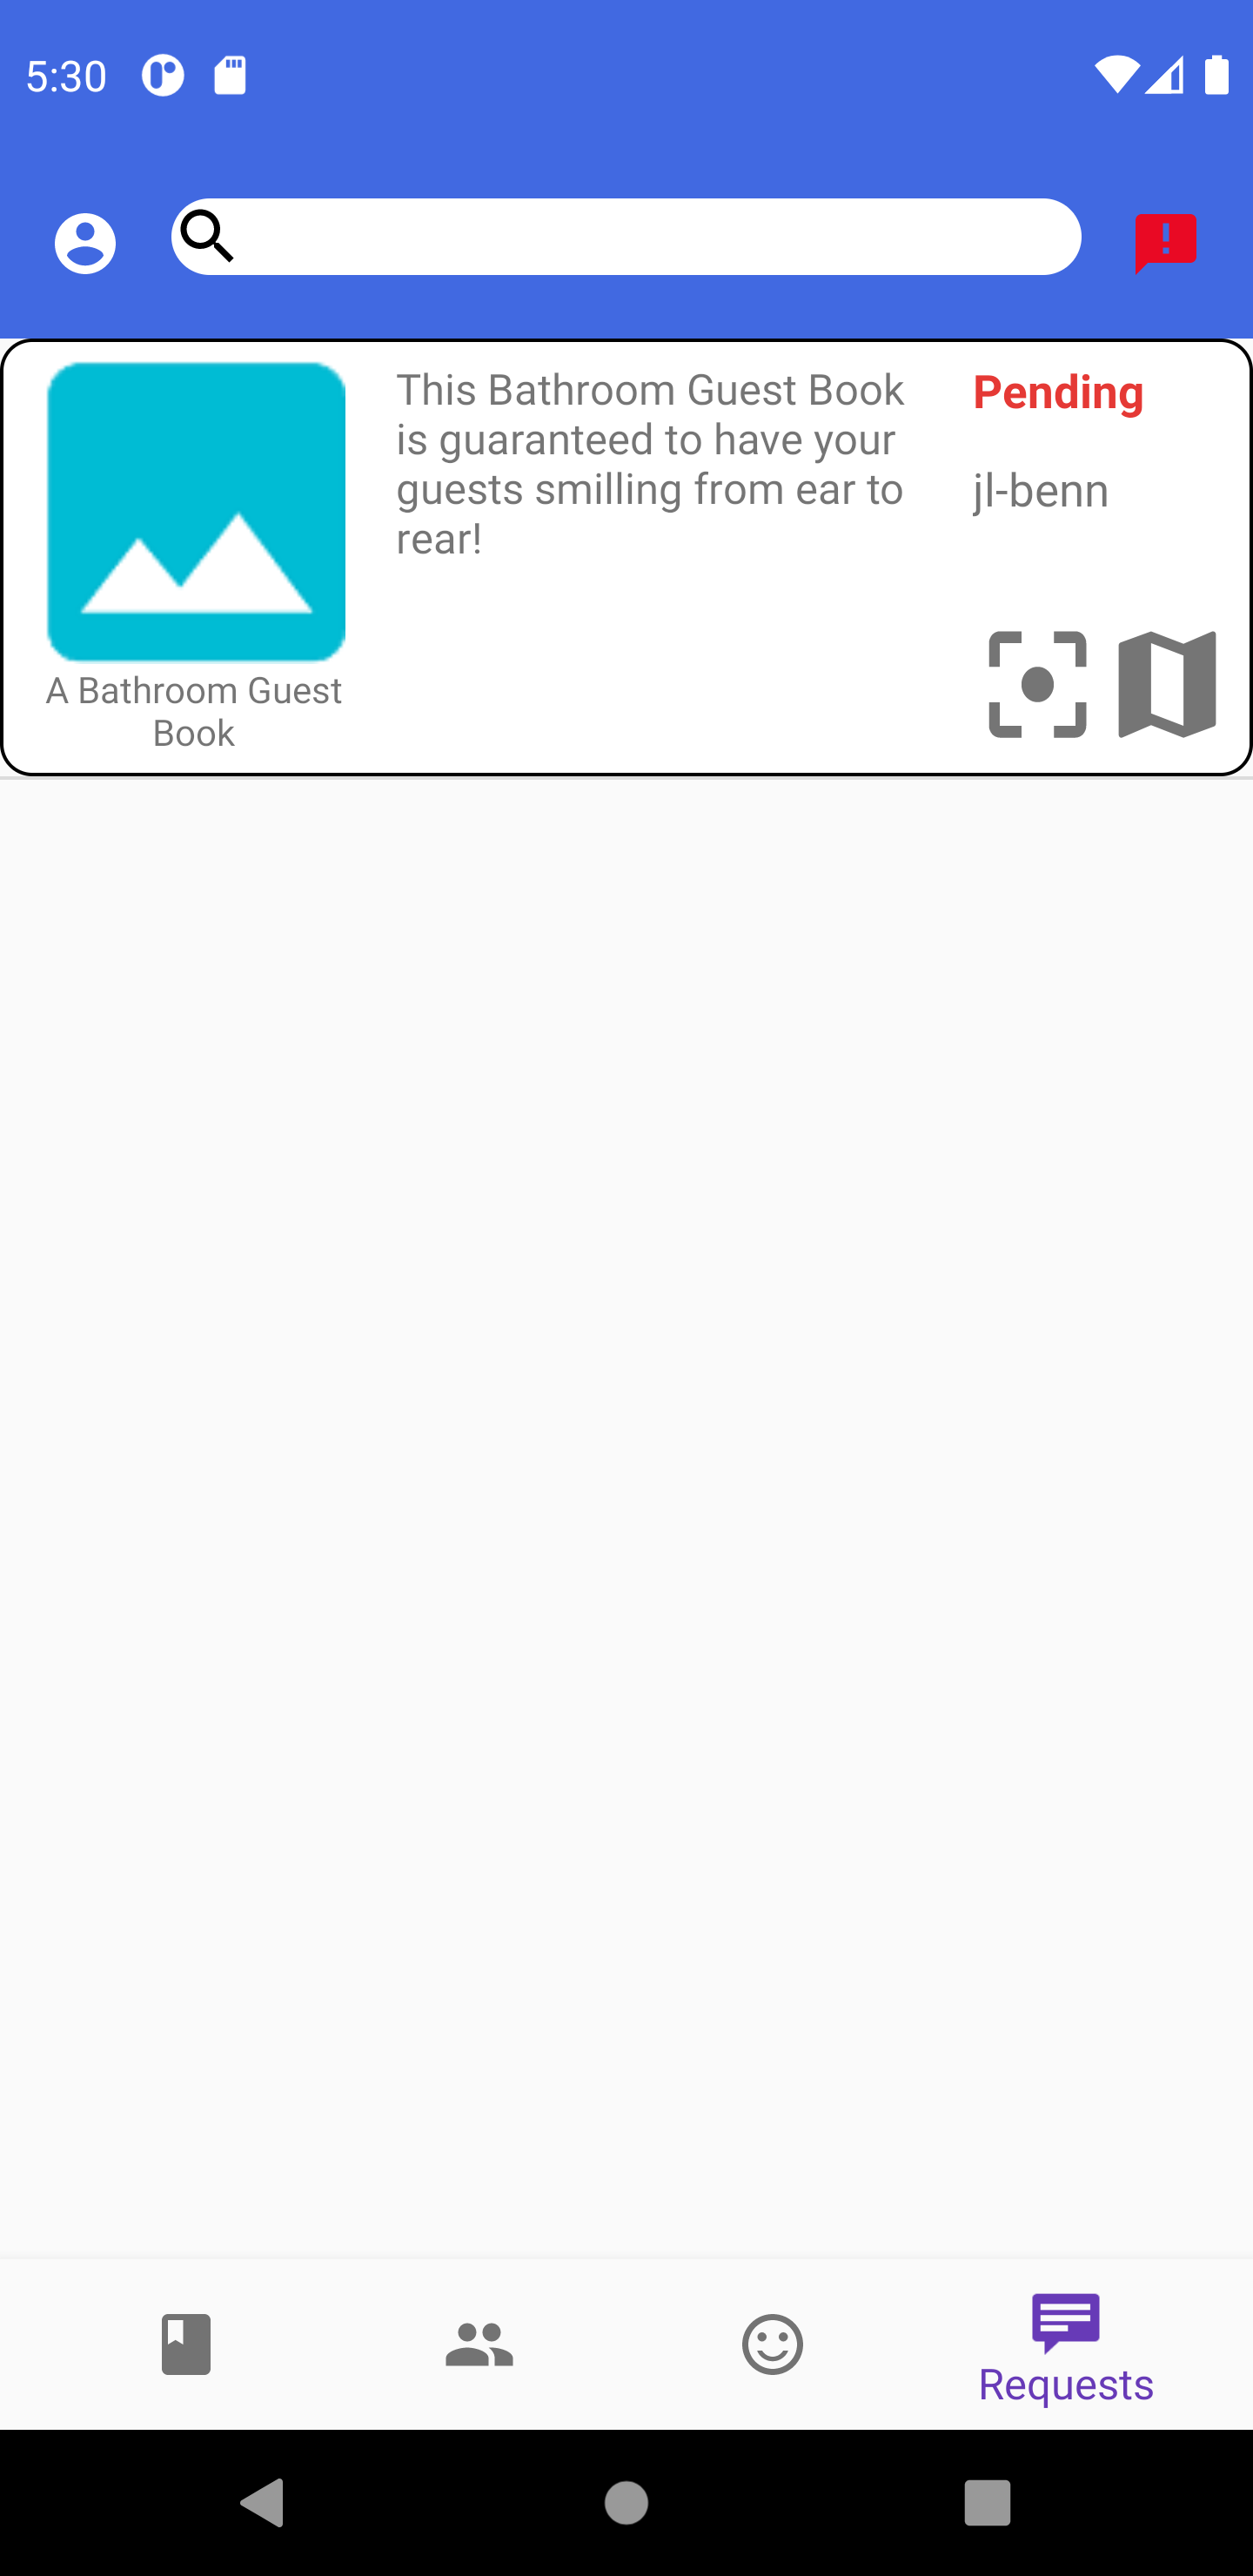 5:30
This Bathroom Guest Book
is guaranteed to have your
guests smilling from ear to
rear!
Pending
jl-benn
A Bathroom Guest
Book
Requests